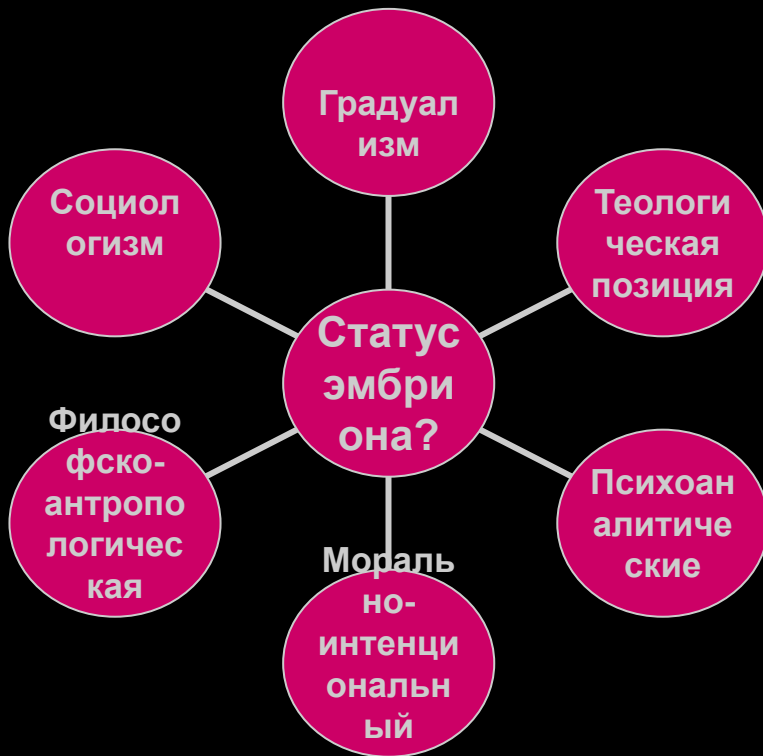 Градуал
изм
Теологи
ческая
позиция
Психоан
алитиче
ские
Мораль
но-
интенци
ональн
ый
Филосо
фско-
антропо
логичес
кая
Социол
огизм
Статус
эмбри
она?